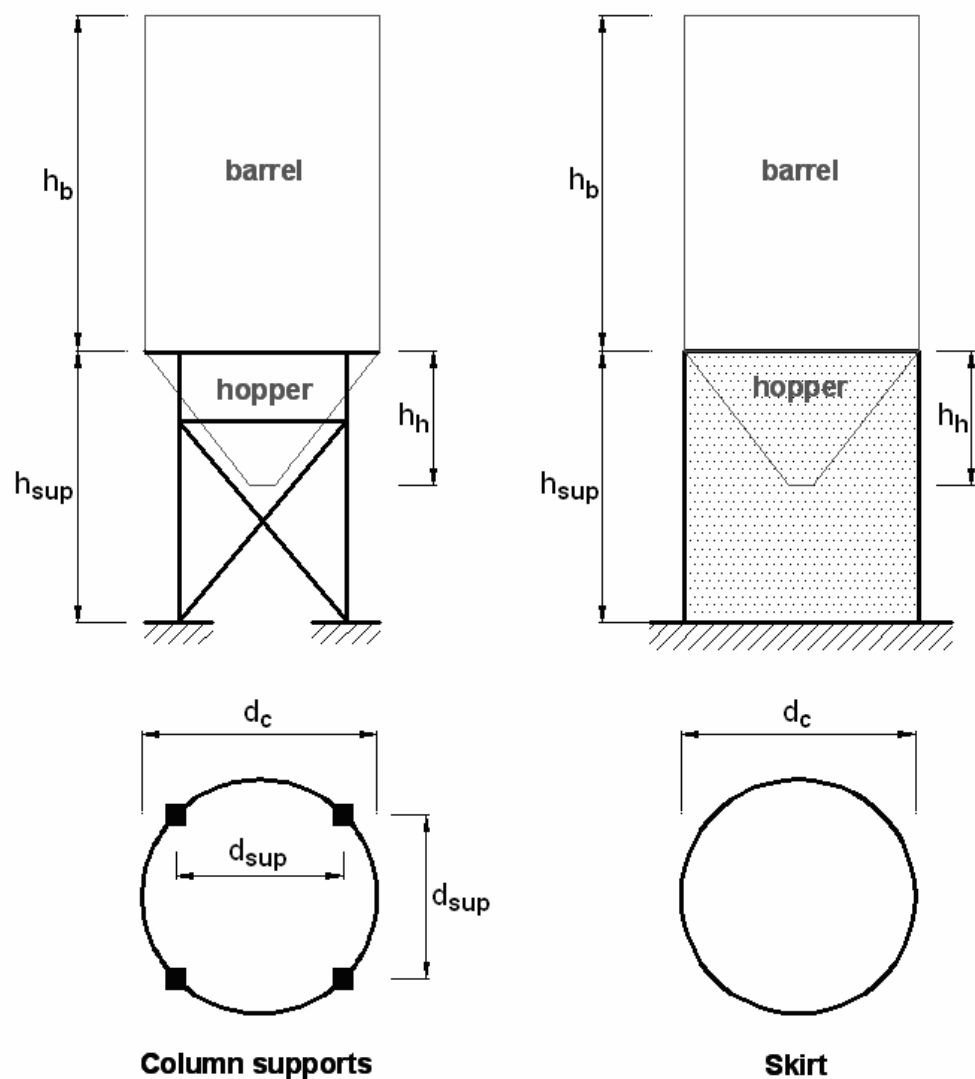 h_b
barrel
h_b
barrel
hopper
h_h
h_sup
hopper
h_h
h_sup
d_c
d_c
d_sup
d_sup
Column supports
Skirt